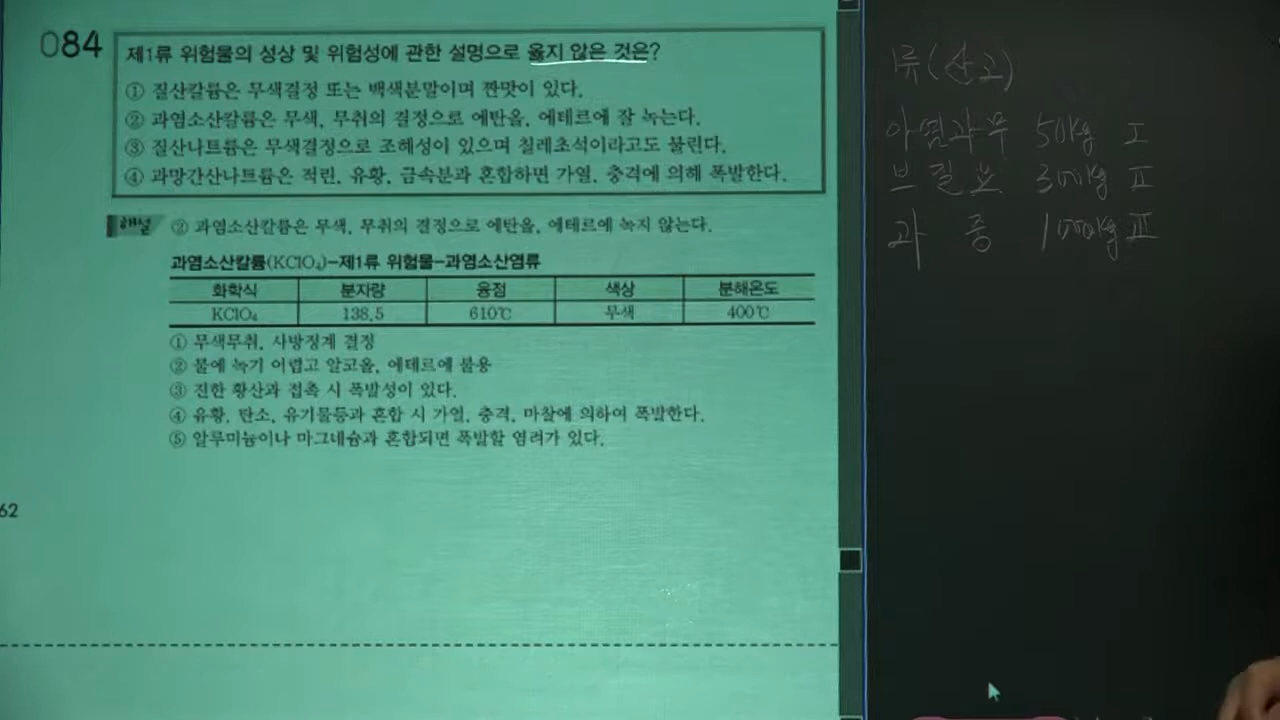 084
제1류 위험물의 성상 및 위험성에 관한 설명으로 옳지 않은 것은?
① 질산칼륨은 무색결정 또는 백색분말이며 짠맛이 있다.
② 과염소산칼륨은 무색, 무취의 결정으로 에탄올, 에테르에 잘 녹는다.
③ 질산나트륨은 무색결정으로 조해성이 있으며 칠레초석이라고도 불린다.
④ 과망간산나트륨은 적린, 유황, 금속분과 혼합하면 가열, 충격에 의해 폭발한다.
해설 ② 과염소산칼륨은 무색, 무취의 결정으로 에탄올, 에테르에 녹지 않는다.
과염소산칼륨(KClO₄)-제1류 위험물-과염소산염류
화학식 분자량 융점 색상 분해온도
KClO₄ 138.5 610℃ 무색 400℃
① 무색무취, 사방정계 결정
② 물에 녹기 어렵고 알코올, 에테르에 불용
③ 진한 황산과 접촉 시 폭발성이 있다.
④ 유황, 탄소, 유기물등과 혼합 시 가열, 충격, 마찰에 의하여 폭발한다.
⑤ 알루미늄이나 마그네슘과 혼합되면 폭발할 염려가 있다.
62
1류(산고)
아염과무 50kg Ⅰ
브질요 300kg Ⅱ
과 중 1000kg Ⅲ